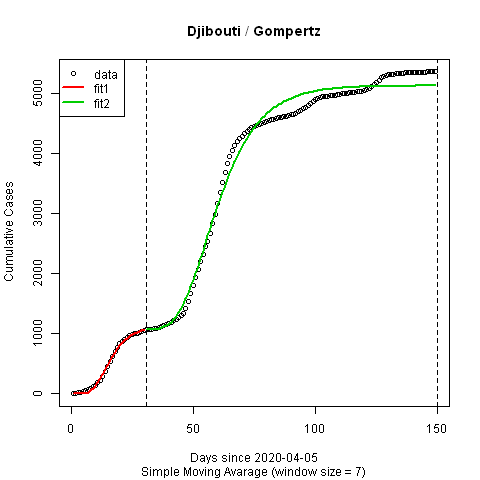 Djibouti / Gompertz
data
fit1
fit2
Cumulative Cases
0
1000
2000
3000
4000
5000
0
50
100
150
Days since 2020-04-05
Simple Moving Avarage (window size = 7)